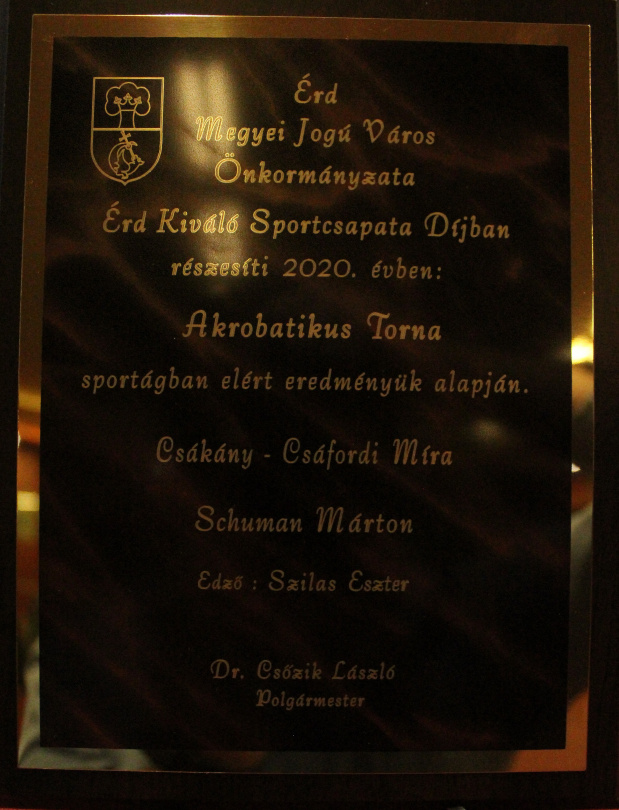 Érd
Megyei Jogú Város
Önkormányzata
Érd Kiváló Sportcsapata Díjban
részesíti 2020. évben:
Akrobatikus Torna
sportágban elért eredményük alapján.
Csákány - Csáfordi Míra
Schuman Márton
Edző : Szilas Eszter
Dr. Csőzik László
Polgármester